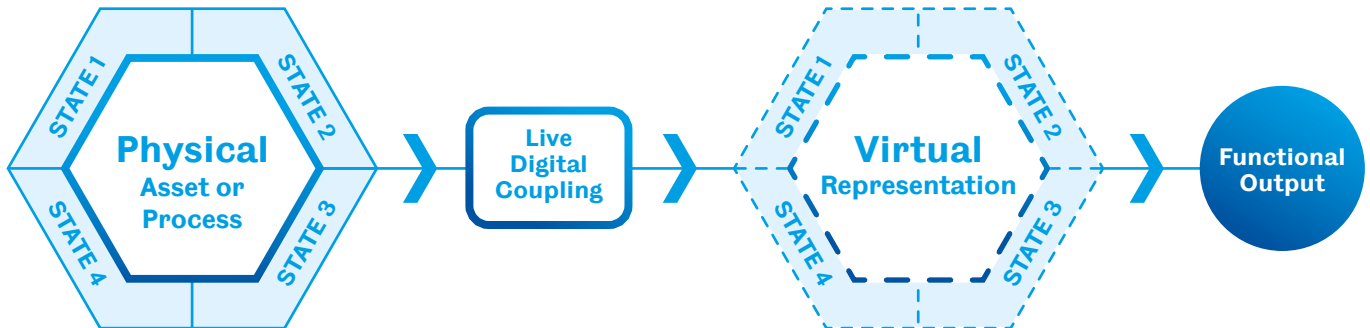 STATE 1
STATE 2
Physical
Asset or
Process
STATE 4
STATE 3
Live
Digital
Coupling
STATE 1
STATE 2
Virtual
Representation
STATE 4
STATE 3
Functional
Output